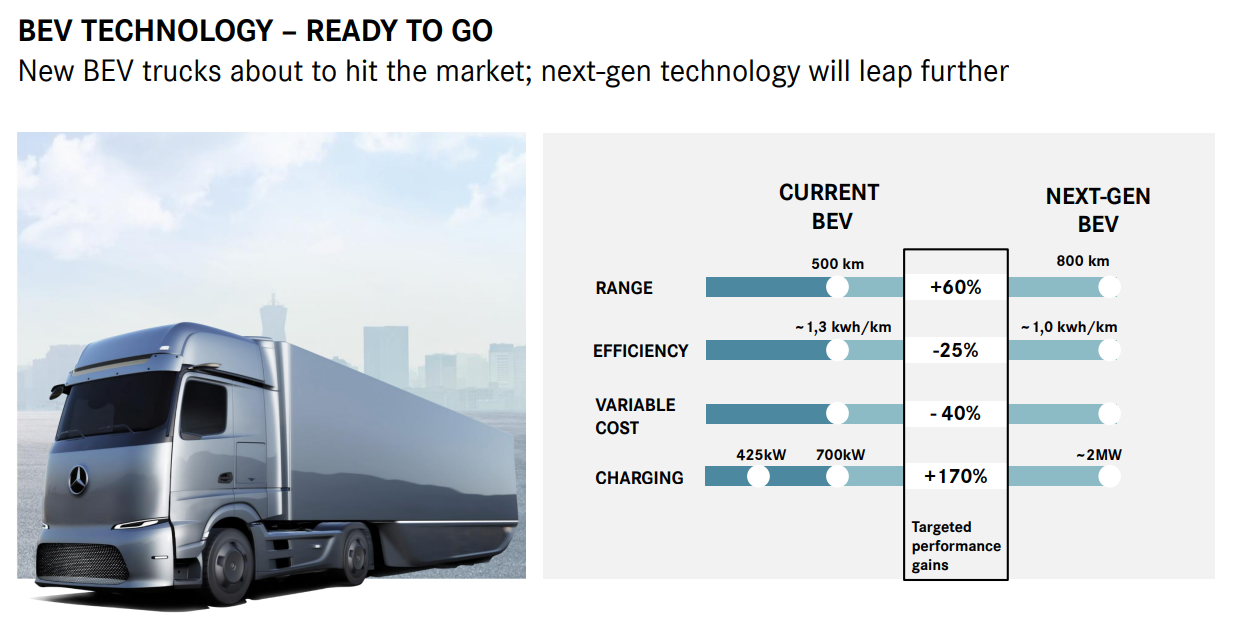 BEV TECHNOLOGY – READY TO GO
New BEV trucks about to hit the market; next-gen technology will leap further
CURRENT
BEV
NEXT-GEN
BEV
500 km
800 km
RANGE
+60%
~1,3 kwh/km
~1,0 kwh/km
EFFICIENCY
-25%
VARIABLE
COST
- 40%
425kW
700kW
~2MW
CHARGING
+170%
Targeted
performance
gains